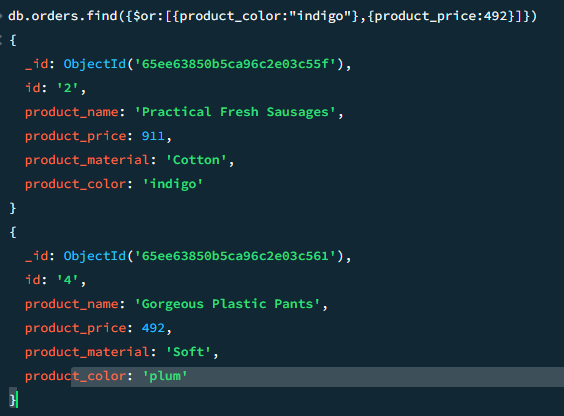 db.orders.find({$or:[{product_color:"indigo"},{product_price:492}]})
{
_id: ObjectId('65ee63850b5ca96c2e03c55f'),
id: '2',
product_name: 'Practical Fresh Sausages',
product_price: 911,
product_material: 'Cotton',
product_color: 'indigo'
}
{
_id: ObjectId('65ee63850b5ca96c2e03c561'),
id: '4',
product_name: 'Gorgeous Plastic Pants',
product_price: 492,
product_material: 'Soft',
product_color: 'plum'
}